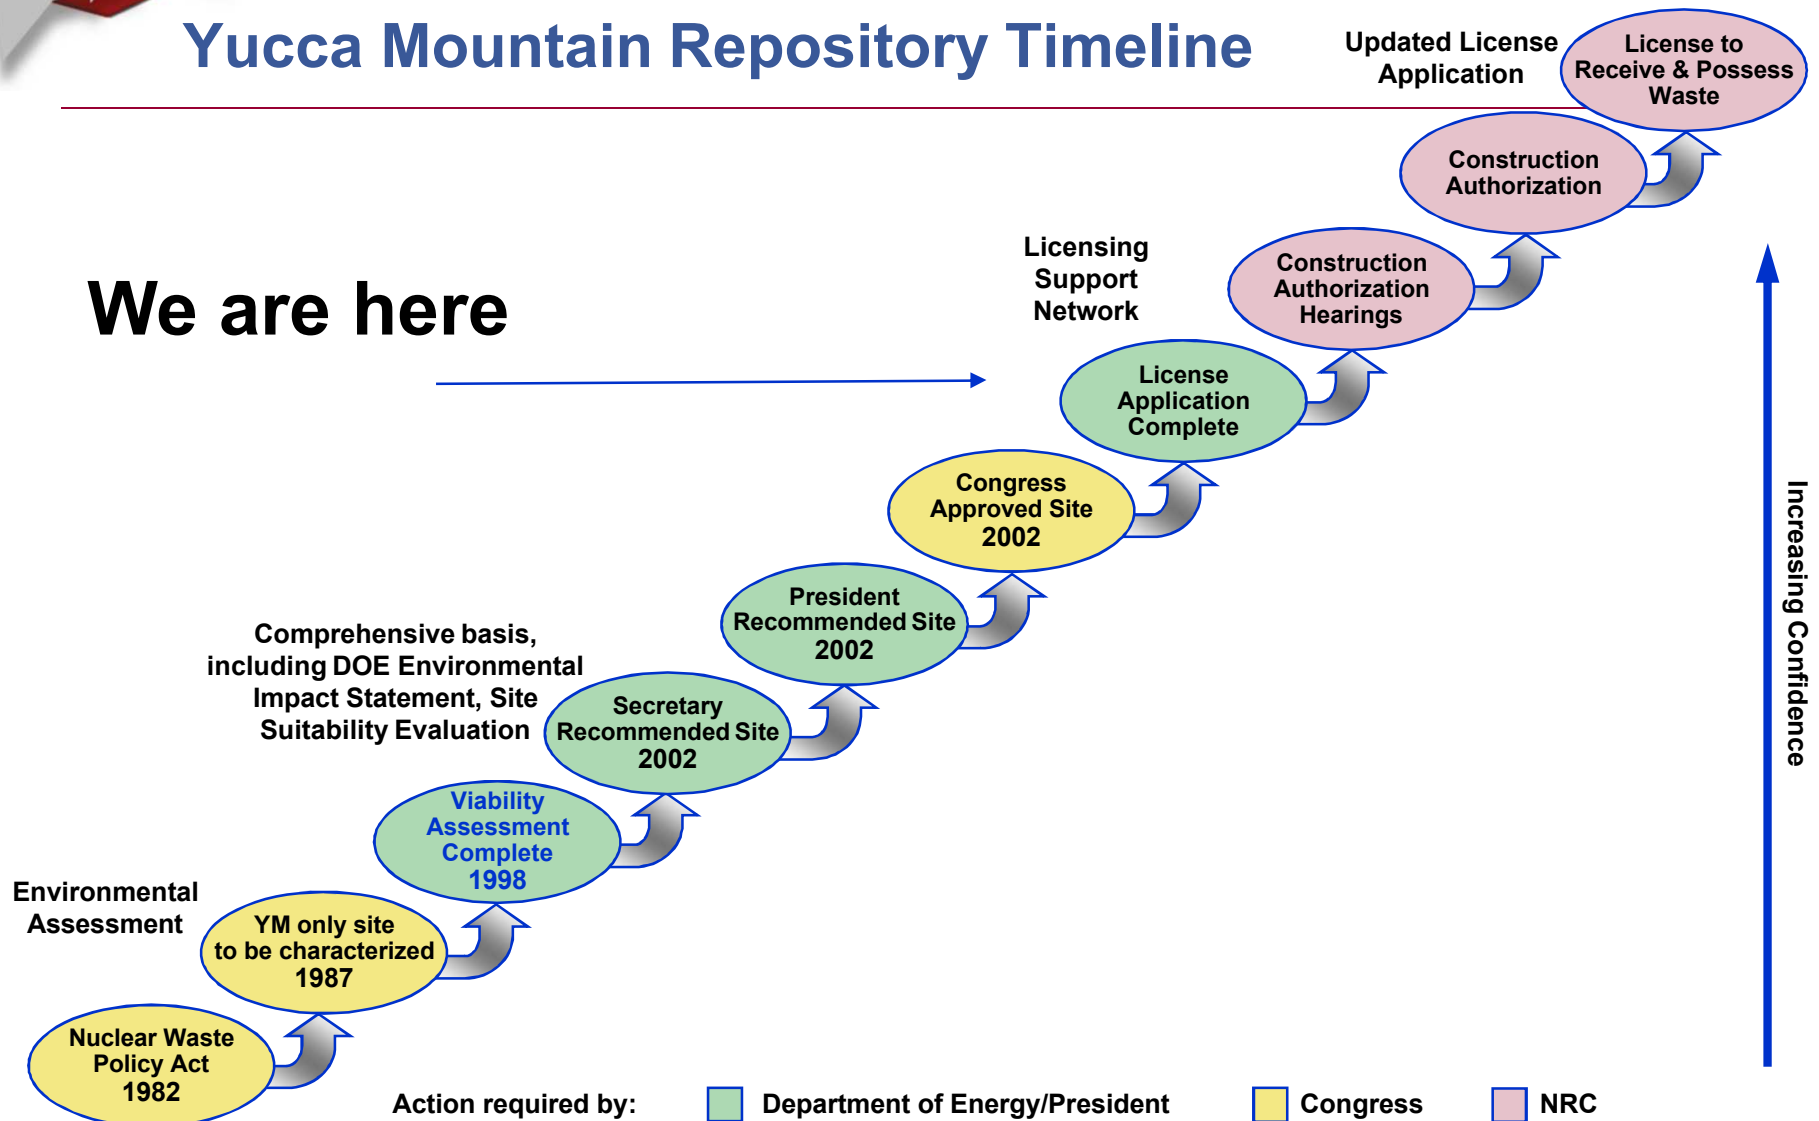 Yucca Mountain Repository Timeline
Updated License
Application
License to
Receive & Possess
Waste
Construction
Authorization
Licensing
Support
Network
Construction
Authorization
Hearings
We are here
License
Application
Complete
Congress
Approved Site
2002
President
Recommended Site
2002
Comprehensive basis,
including DOE Environmental
Impact Statement, Site
Suitability Evaluation
Secretary
Recommended Site
2002
Viability
Assessment
Complete
1998
Environmental
Assessment
YM only site
to be characterized
1987
Nuclear Waste
Policy Act
1982
Increasing Confidence
Action required by:
Department of Energy/President
Congress
NRC